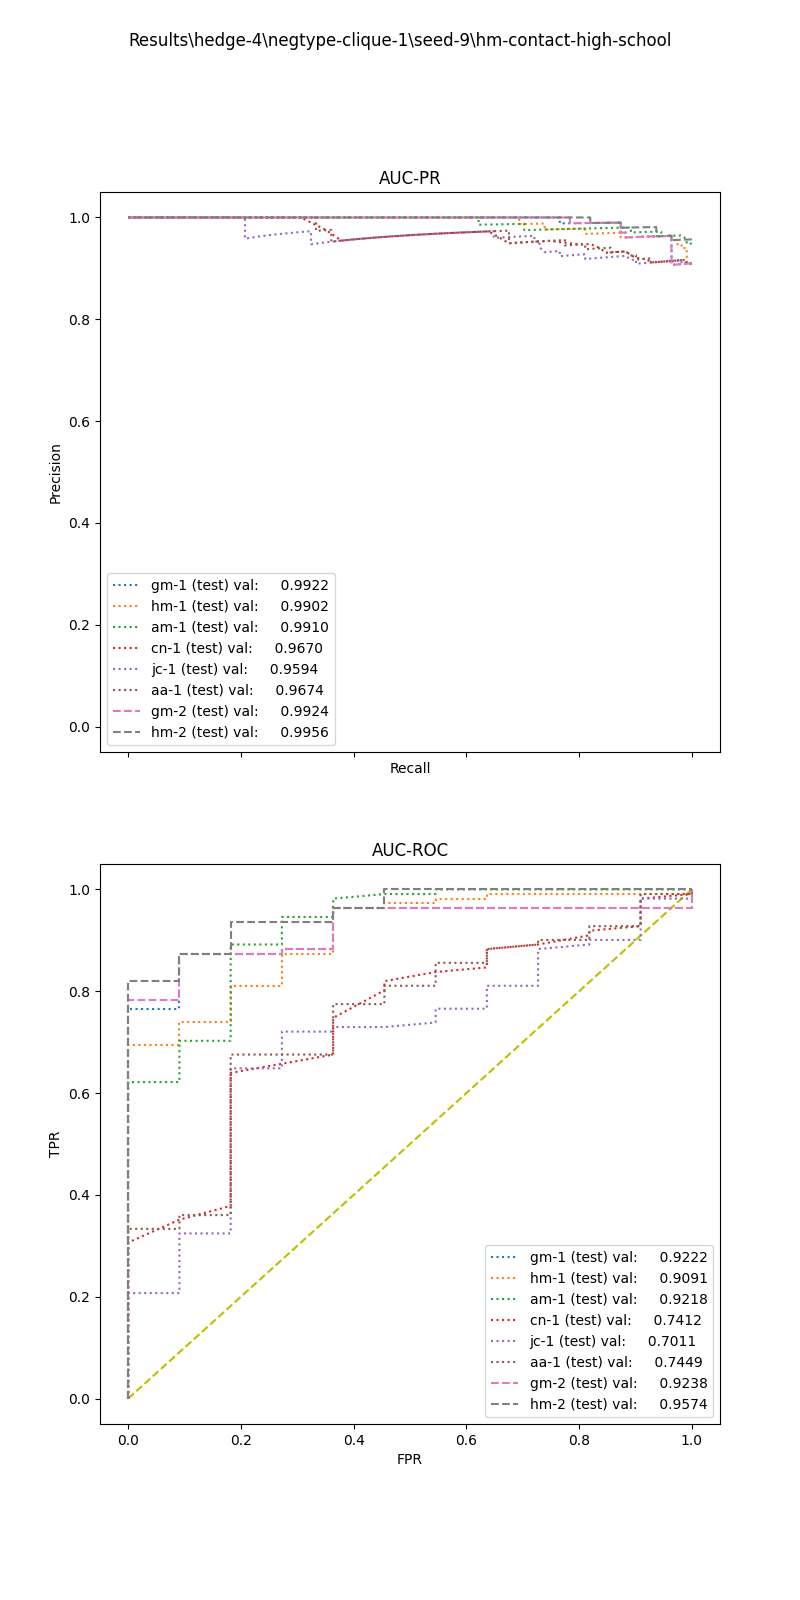 Results\hedge-4\negtype-clique-1\seed-9\hm-contact-high-school
AUC-PR
1.0
0.8
0.6
0.4
0.2
0.0
Precision
gm-1 (test) val: 0.9922
hm-1 (test) val: 0.9902
am-1 (test) val: 0.9910
cn-1 (test) val: 0.9670
jc-1 (test) val: 0.9594
aa-1 (test) val: 0.9674
gm-2 (test) val: 0.9924
hm-2 (test) val: 0.9956
Recall
AUC-ROC
1.0
0.8
0.6
0.4
0.2
0.0
TPR
gm-1 (test) val: 0.9222
hm-1 (test) val: 0.9091
am-1 (test) val: 0.9218
cn-1 (test) val: 0.7412
jc-1 (test) val: 0.7011
aa-1 (test) val: 0.7449
gm-2 (test) val: 0.9238
hm-2 (test) val: 0.9574
0.0 0.2 0.4 0.6 0.8 1.0
FPR